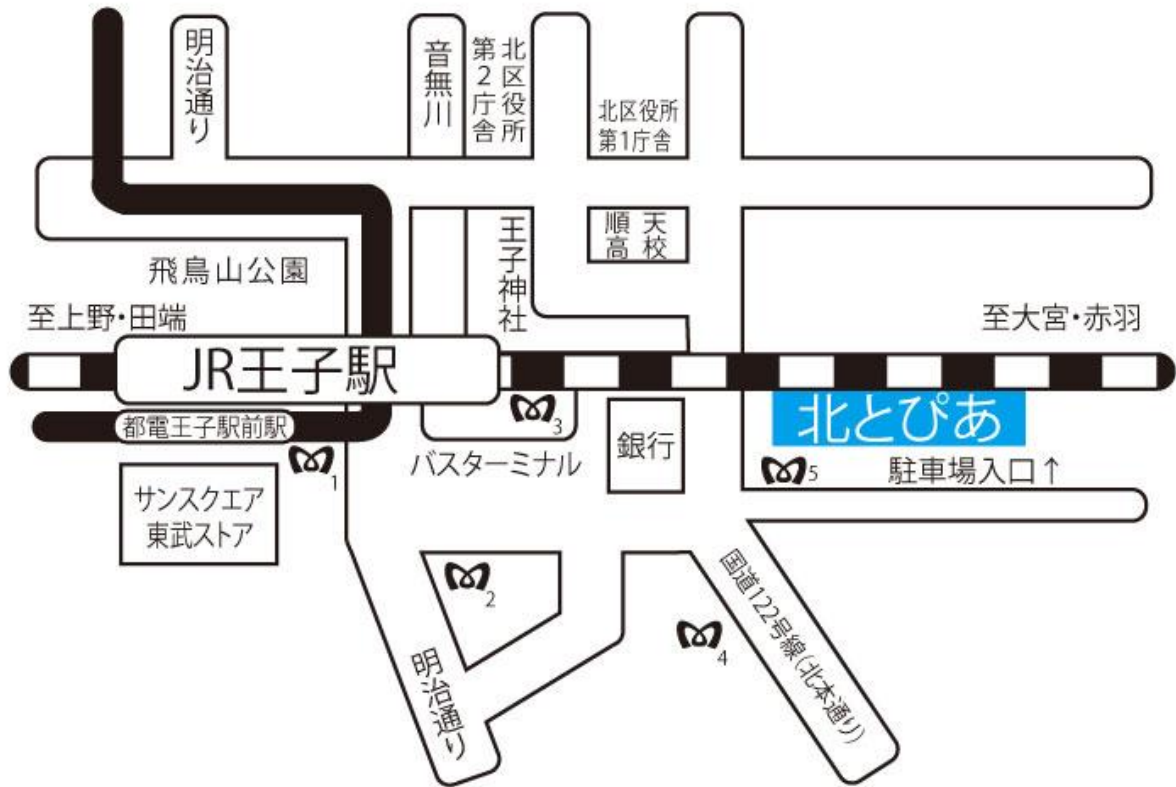 明治通り
音無川
北区役所
第2庁舎
北区役所
第1庁舎
王子神社
順天
高校
飛鳥山公園
至上野・田端
至大宮・赤羽
JR王子駅
北とぴあ
都電王子駅前駅
3
銀行
1
バスターミナル
5
駐車場入口↑
サンスクエア
東武ストア
2
4
国道122号線(北本通り)
明治通り